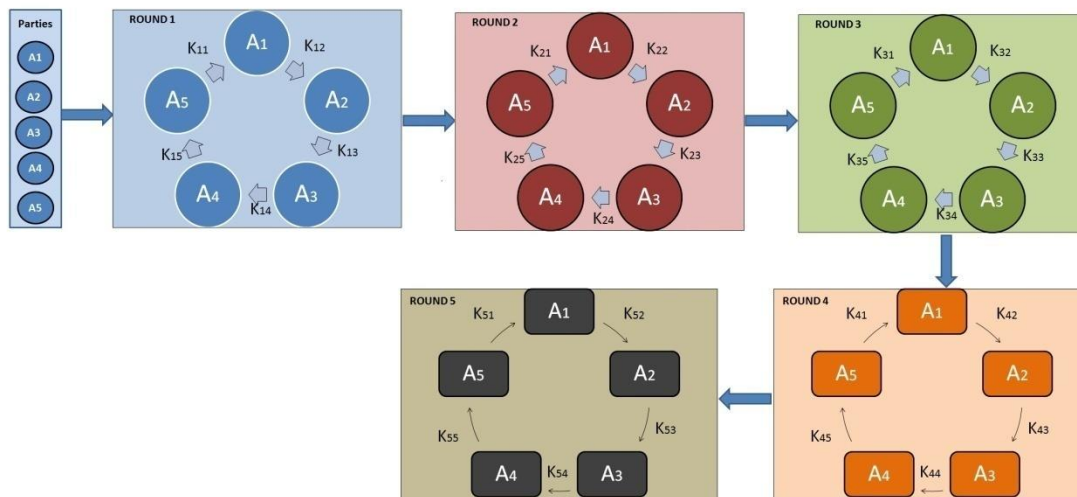 Parties
A1
A2
A3
A4
A5
ROUND 1
K11
A1
K12
A5
A2
K15
K13
A4
K14
A3
ROUND 2
K21
A1
K22
A5
A2
K25
K23
A4
K24
A3
ROUND 3
K31
A1
K32
A5
A2
K35
K33
A4
K34
A3
ROUND 4
K41
A1
K42
A5
A2
K45
K43
A4
K44
A3
ROUND 5
K51
A1
K52
A5
A2
K55
K53
A4
K54
A3